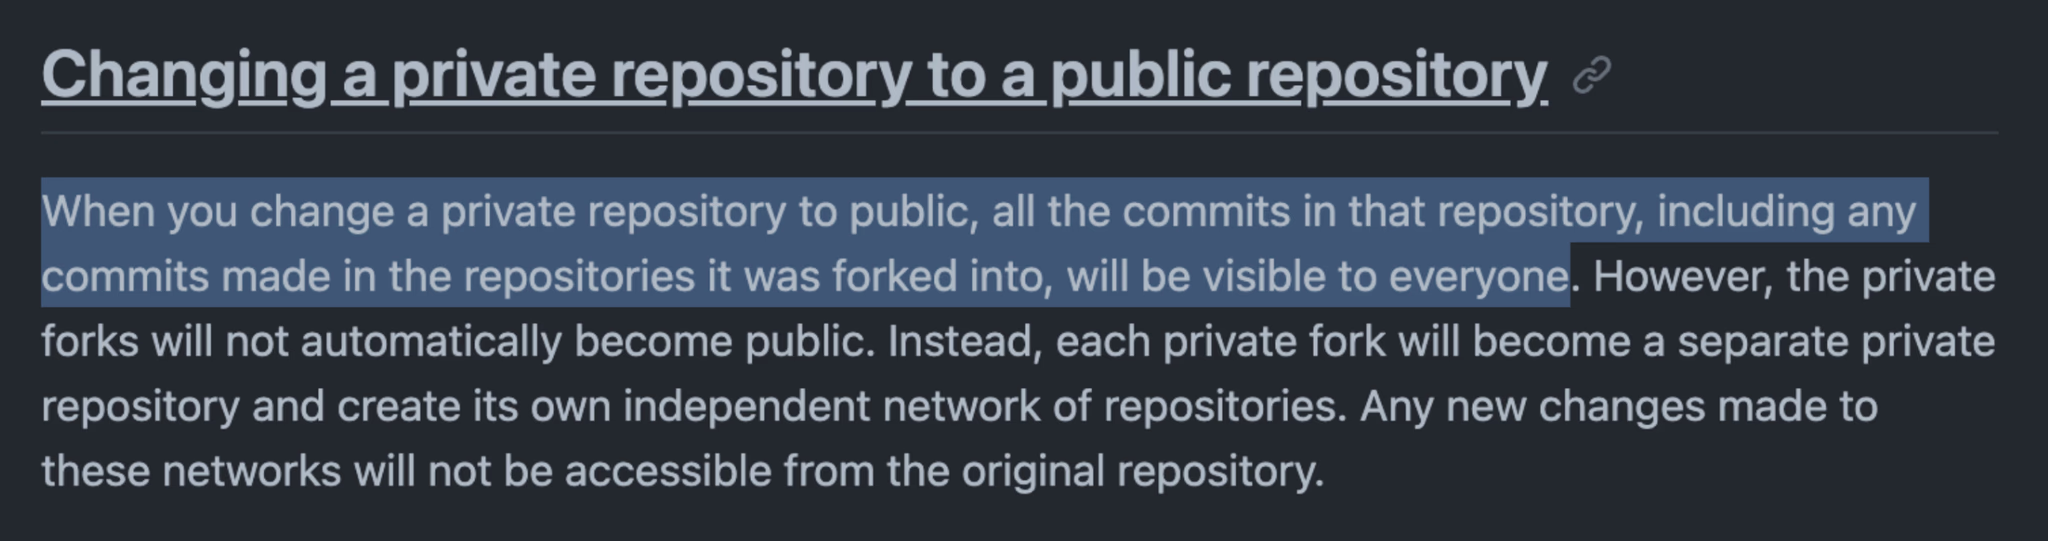 Changing a private repository to a public repository
When you change a private repository to public, all the commits in that repository, including any
commits made in the repositories it was forked into, will be visible to everyone. However, the private
forks will not automatically become public. Instead, each private fork will become a separate private
repository and create its own independent network of repositories. Any new changes made to
these networks will not be accessible from the original repository.